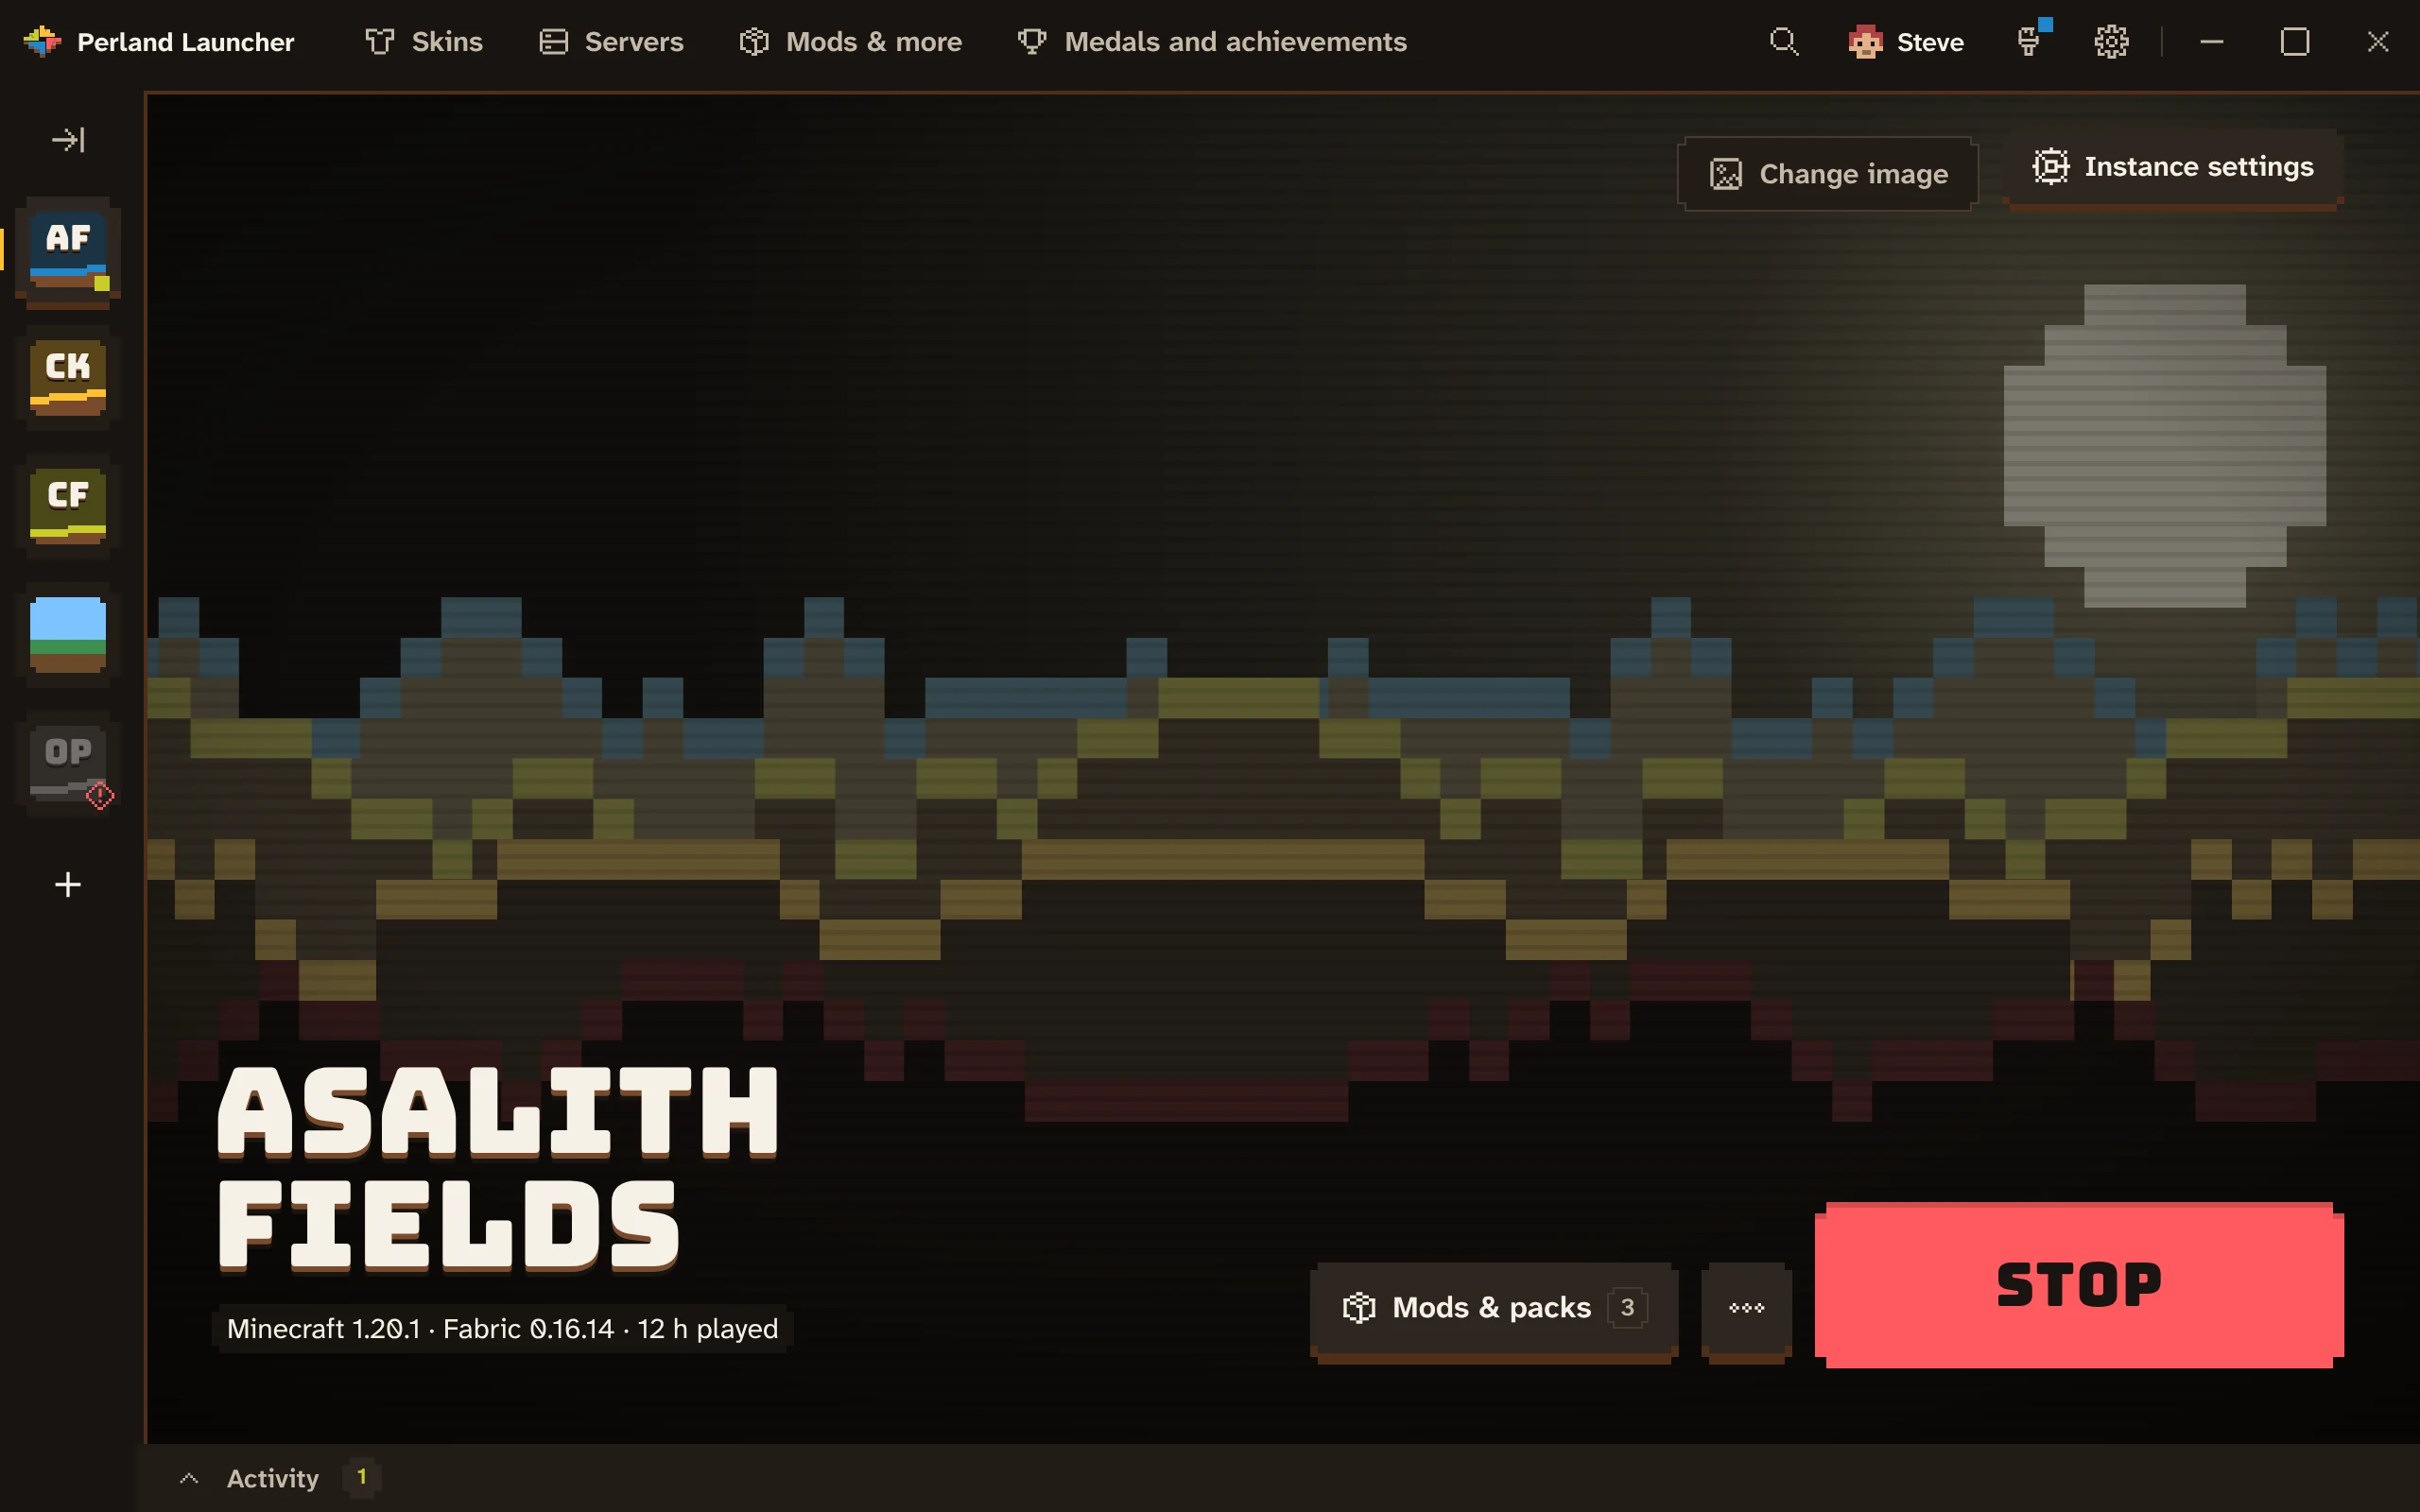 Perland Launcher
Skins
Servers
Mods & more
Medals and achievements
Steve
Change image
Instance settings
AF
CK
CF
OP
ASALITH
FIELDS
Minecraft 1.20.1 · Fabric 0.16.14 · 12 h played
Mods & packs 3
STOP
Activity 1